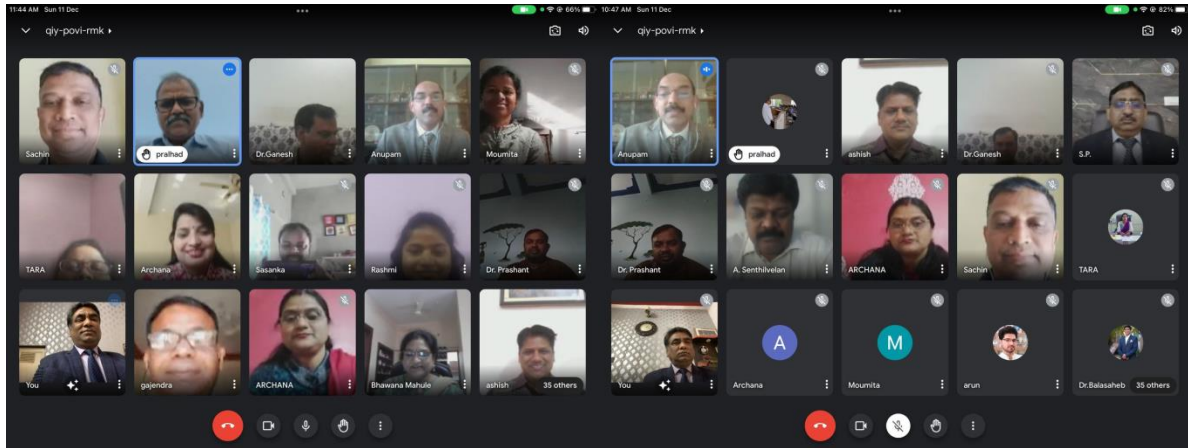 11:44 AM Sun 11 Dec
66%
qiy-povi-rmk
Sachin
pralhad
Dr.Ganesh
Anupam
Moumita
TARA
Archana
Sasanka
Rashmi
Dr. Prashant
You
gajendra
ARCHANA
Bhawana Mahule
ashish
35 others
10:47 AM Sun 11 Dec
82%
qiy-povi-rmk
Anupam
pralhad
ashish
Dr.Ganesh
S.P.
Dr. Prashant
A. Senthilvelan
ARCHANA
Sachin
TARA
You
A
Archana
M
Moumita
arun
Dr.Balasaheb
35 others